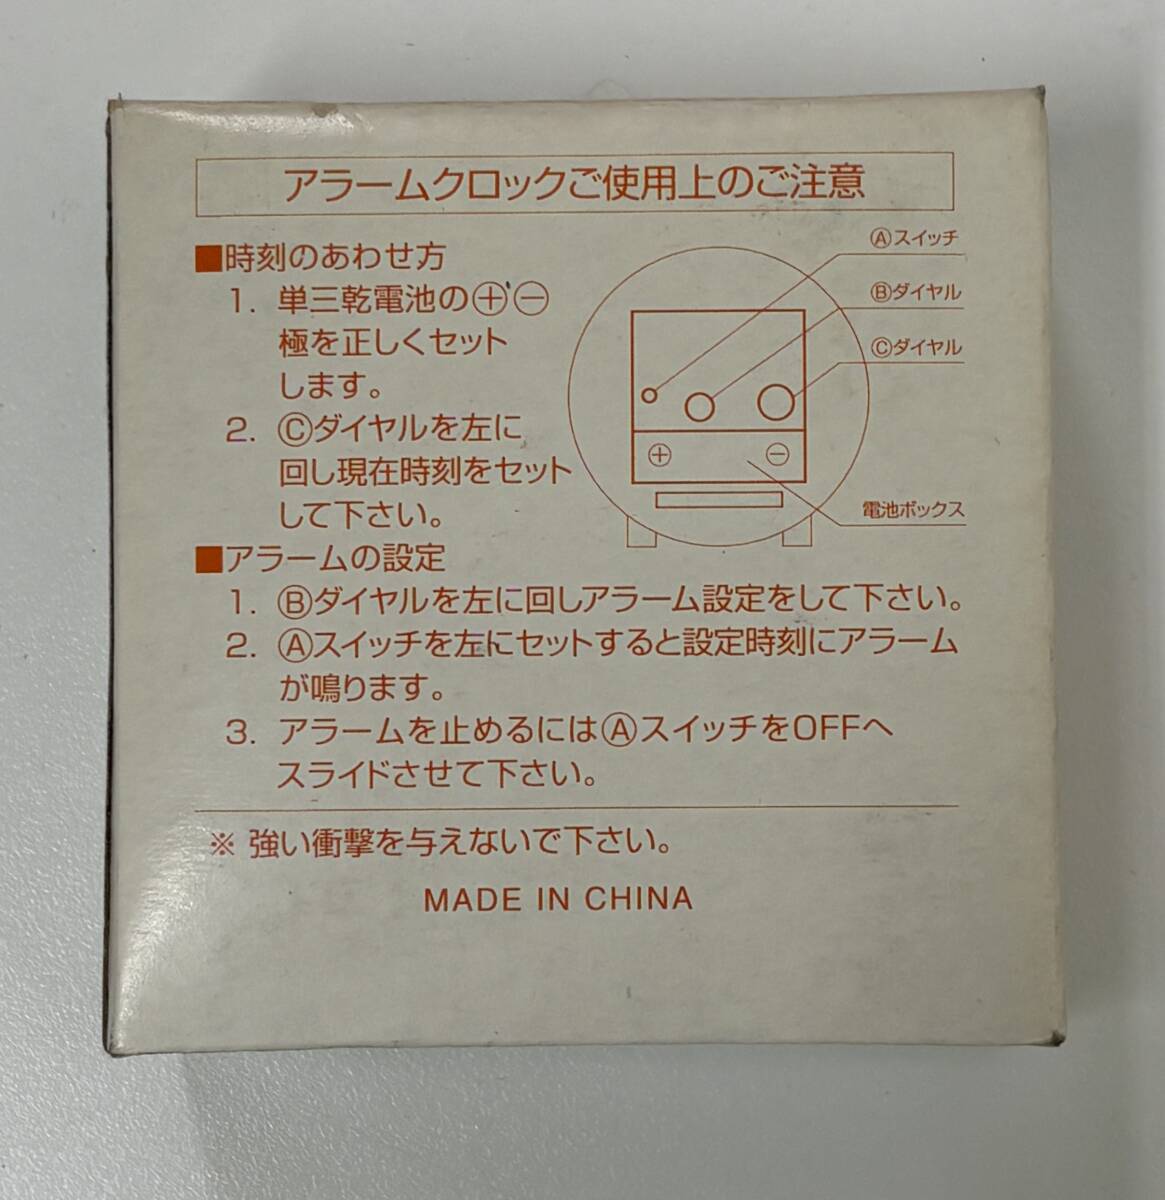 アラームクロックご使用上のご注意
■時刻のあわせ方
1. 単三乾電池の⊕⊖
極を正しくセット
します。
2. Ⓒダイヤルを左に
回し現在時刻をセット
して下さい。
Ⓐスイッチ
Ⓑダイヤル
Ⓒダイヤル
⊕ ⊖
電池ボックス
■アラームの設定
1. Ⓑダイヤルを左に回しアラーム設定をして下さい。
2. Ⓐスイッチを左にセットすると設定時刻にアラーム
が鳴ります。
3. アラームを止めるにはⒶスイッチをOFFへ
スライドさせて下さい。
※ 強い衝撃を与えないで下さい。
MADE IN CHINA